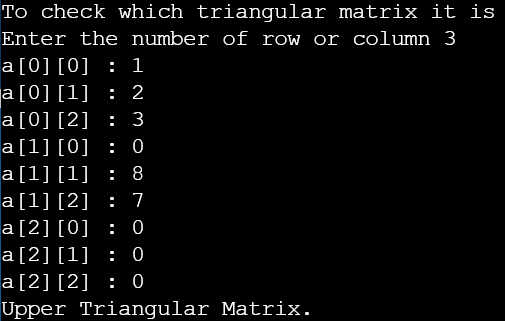 To check which triangular matrix it is
Enter the number of row or column 3
a[0][0] : 1
a[0][1] : 2
a[0][2] : 3
a[1][0] : 0
a[1][1] : 8
a[1][2] : 7
a[2][0] : 0
a[2][1] : 0
a[2][2] : 0
Upper Triangular Matrix.